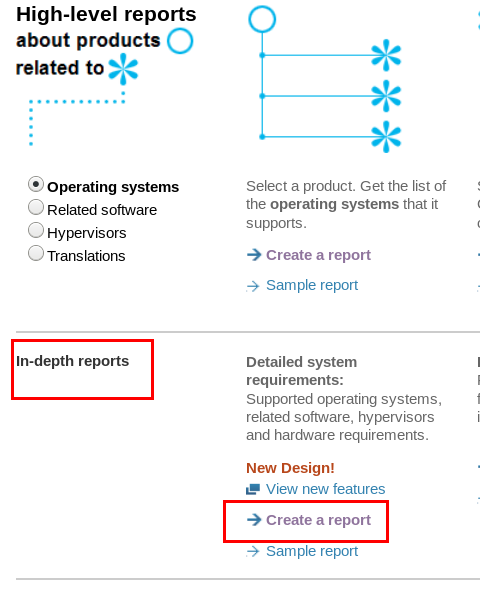 High-level reports
about products
related to
Operating systems
Related software
Hypervisors
Translations
Select a product. Get the list of
the operating systems that it
supports.
Create a report
Sample report
In-depth reports
Detailed system
requirements:
Supported operating systems,
related software, hypervisors
and hardware requirements.
New Design!
View new features
Create a report
Sample report